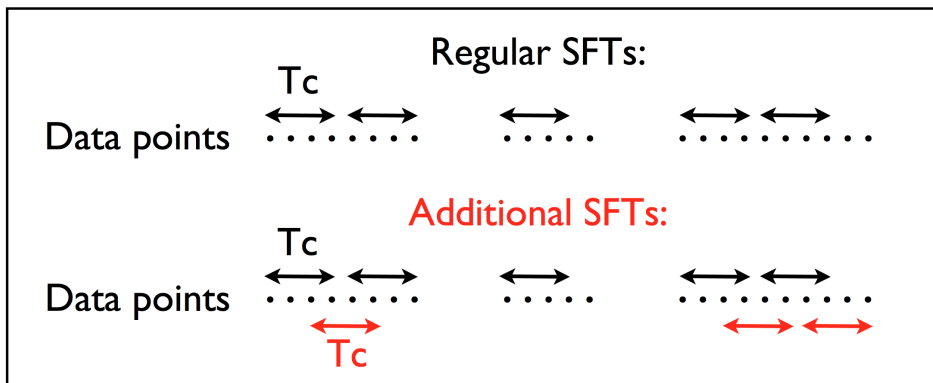 Regular SFTs:
Tc
Data points
Additional SFTs:
Tc
Data points
Tc